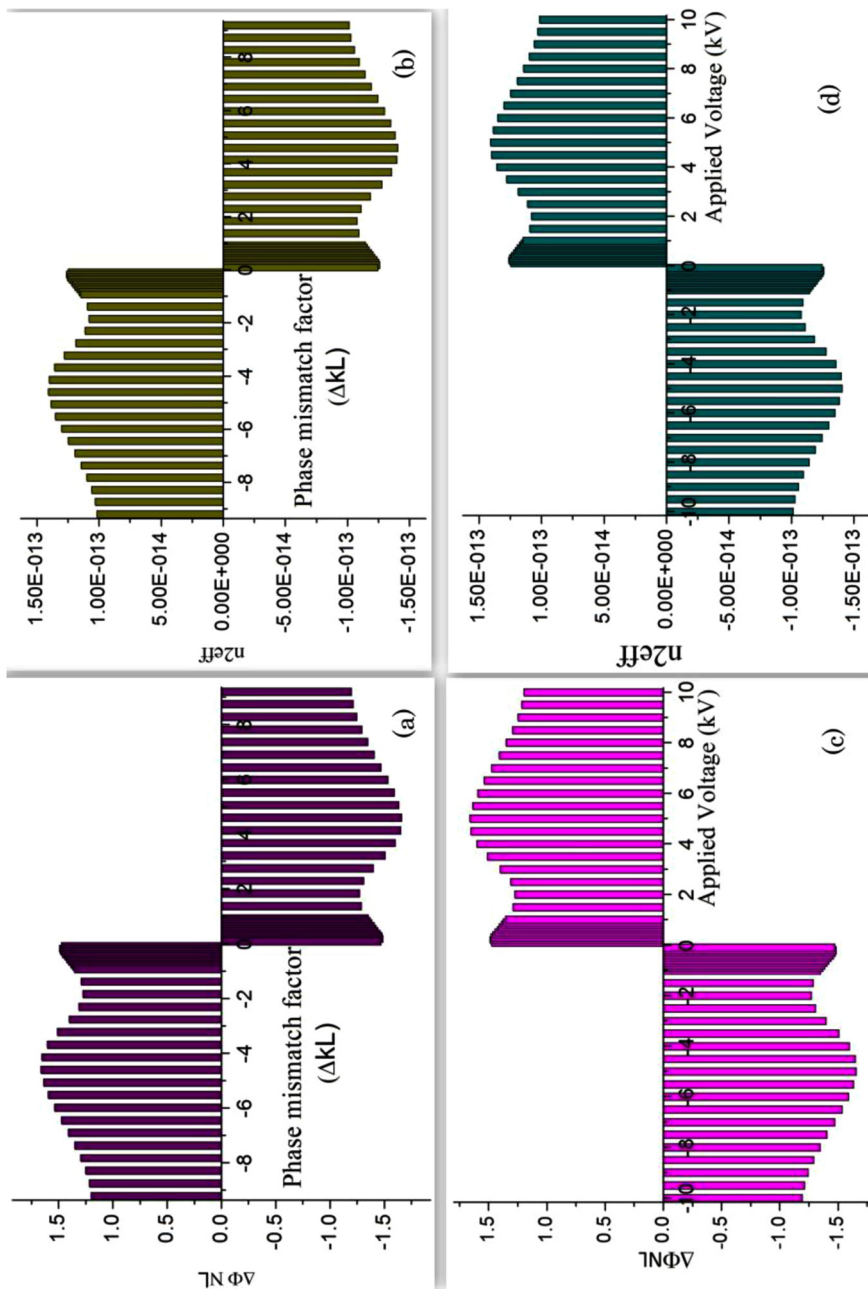 ΔΦ NL
1.5
1.0
0.5
0.0
-0.5
-1.0
-1.5
-8 -6 -4 -2 0 2 4 6 8
Phase mismatch factor
(ΔkL)
(a)
n2eff
1.50E-013
1.00E-013
5.00E-014
0.00E+000
-5.00E-014
-1.00E-013
-1.50E-013
-8 -6 -4 -2 0 2 4 6 8
Phase mismatch factor
(ΔkL)
(b)
ΔΦNL
1.5
1.0
0.5
0.0
-0.5
-1.0
-1.5
-10 -8 -6 -4 -2 0 2 4 6 8 10
Applied Voltage (kV)
(c)
n2eff
1.50E-013
1.00E-013
5.00E-014
0.00E+000
-5.00E-014
-1.00E-013
-1.50E-013
-10 -8 -6 -4 -2 0 2 4 6 8 10
Applied Voltage (kV)
(d)